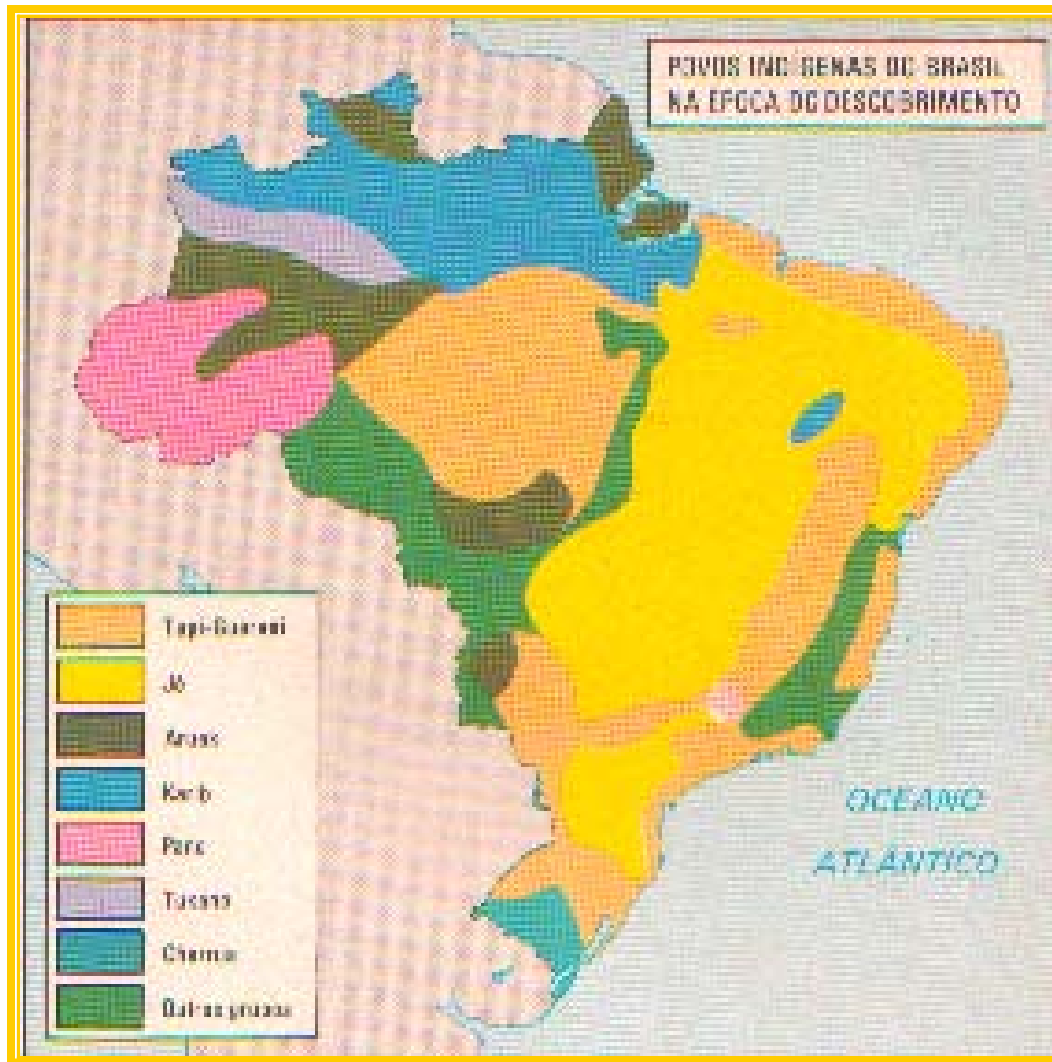 POVOS INDÍGENAS DO BRASIL
NA ÉPOCA DO DESCOBRIMENTO
Tupi-Guarani
Jê
Aruak
Karib
Pano
Tukano
Charrua
Outros grupos
OCEANO
ATLÂNTICO